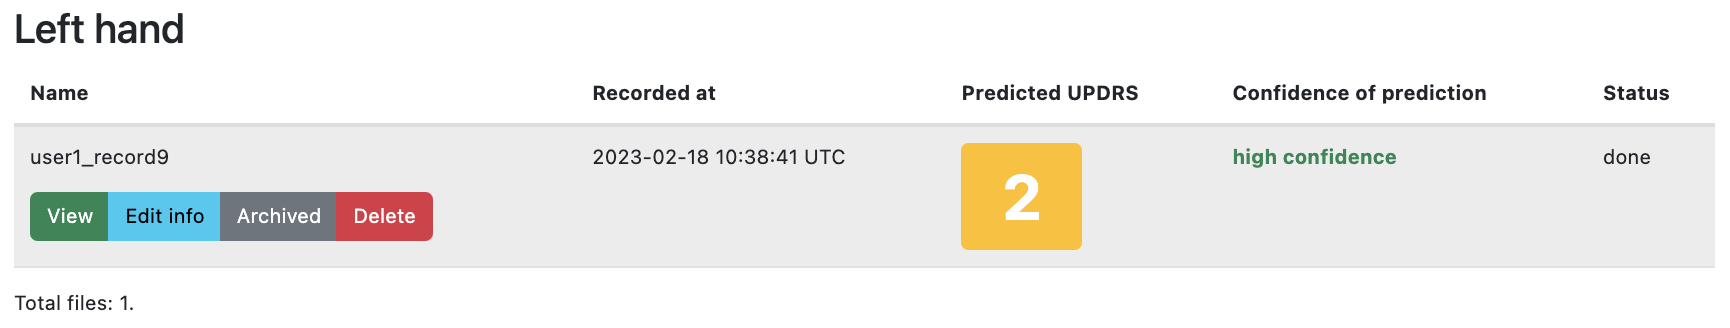 Left hand
Name Recorded at Predicted UPDRS Confidence of prediction Status
user1_record9 2023-02-18 10:38:41 UTC 2 high confidence done
View Edit info Archived Delete
Total files: 1.